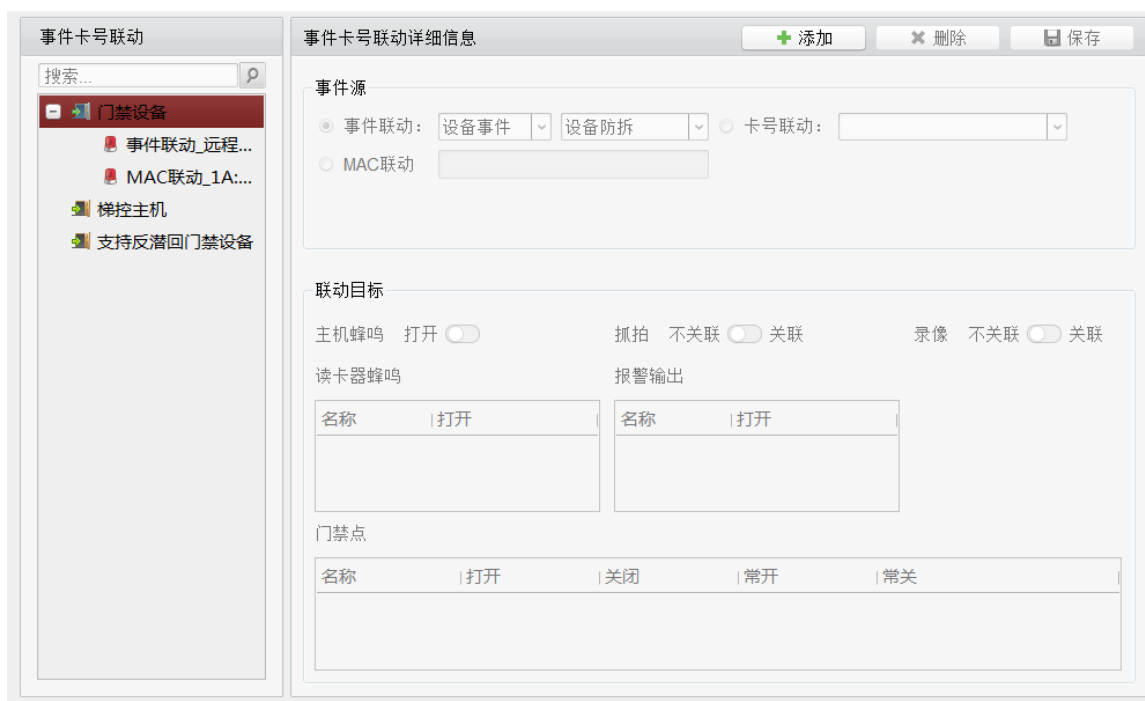 事件卡号联动
搜索...
门禁设备
事件联动_远程...
MAC联动_1A:...
梯控主机
支持反潜回门禁设备
事件卡号联动详细信息 添加 删除 保存
事件源
事件联动： 设备事件 设备防拆 卡号联动：
MAC联动
联动目标
主机蜂鸣 打开 抓拍 不关联 关联 录像 不关联 关联
读卡器蜂鸣 报警输出
名称 打开 名称 打开
门禁点
名称 打开 关闭 常开 常关